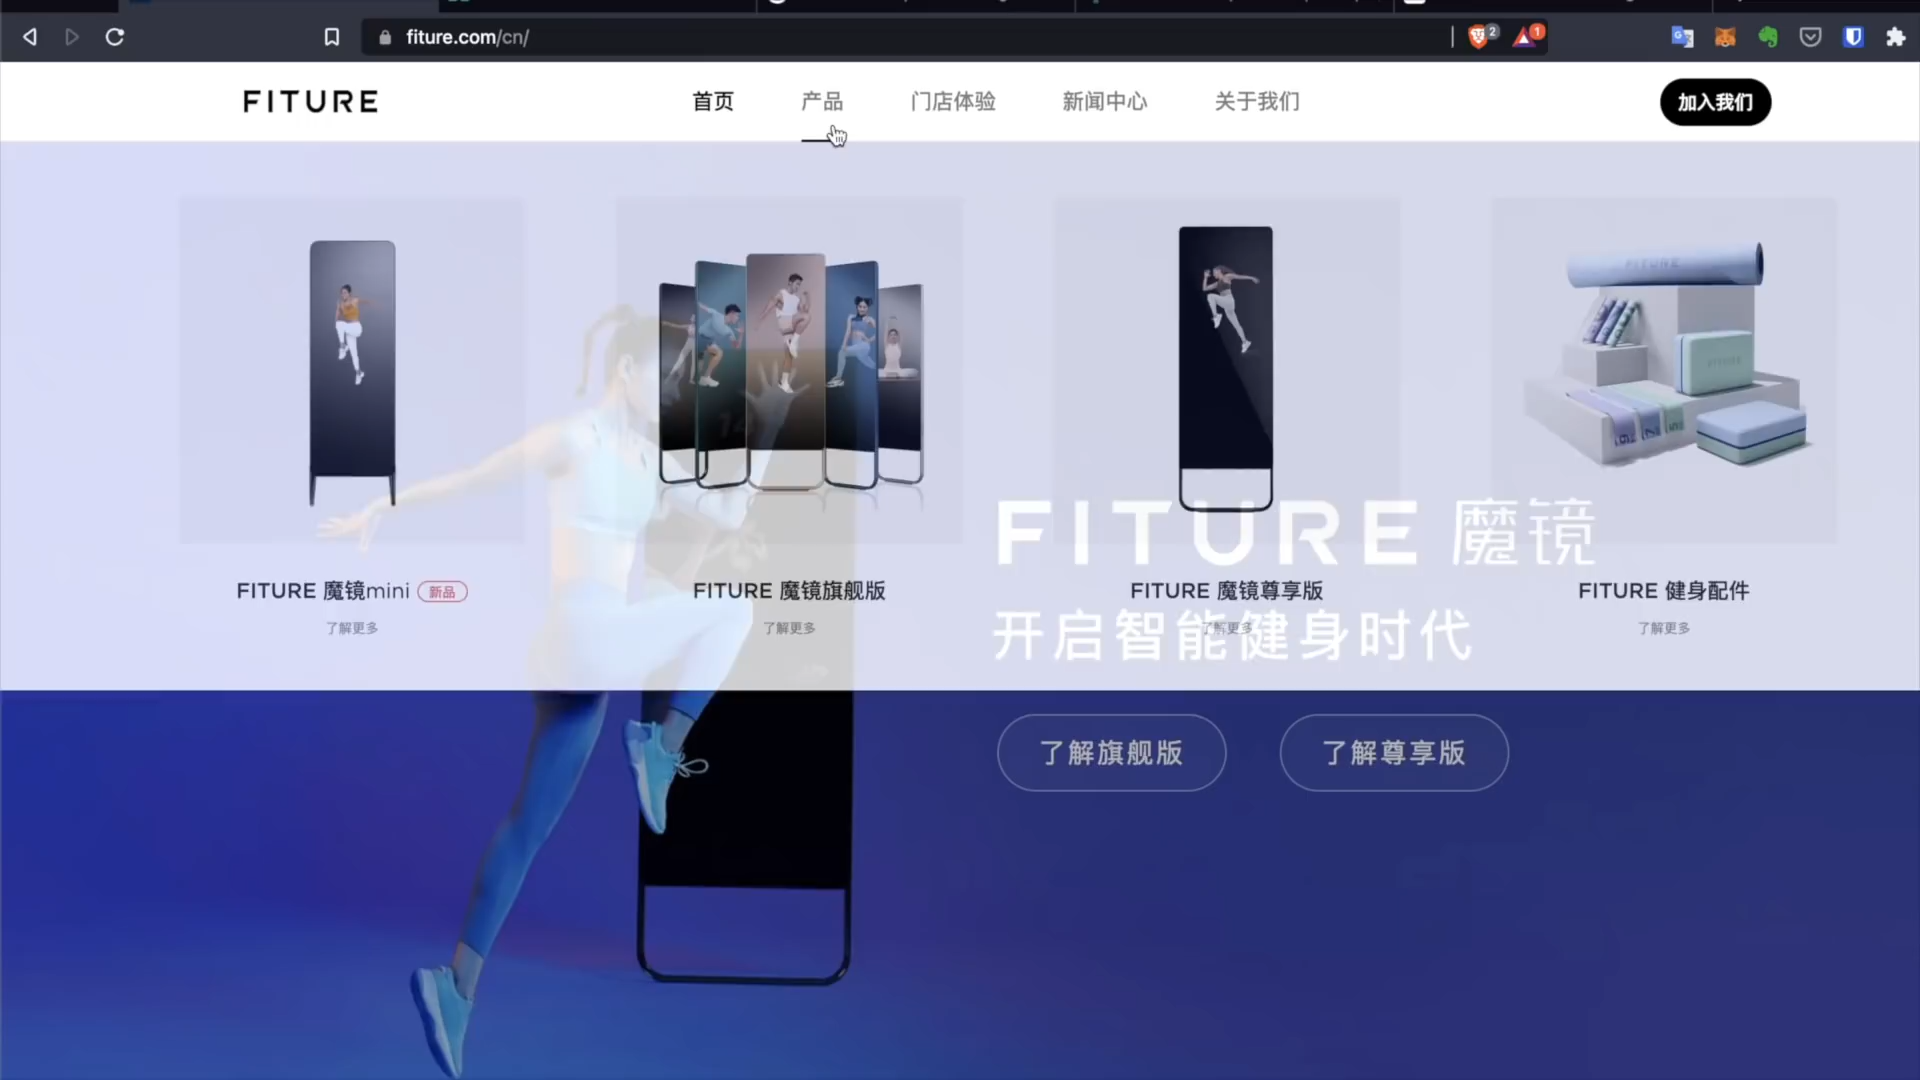 fiture.com/cn/
2
1
FITURE
首页
产品
门店体验
新闻中心
关于我们
加入我们
FITURE
FITURE 魔镜
FITURE 魔镜mini 新品
FITURE 魔镜旗舰版
FITURE 魔镜尊享版
FITURE 健身配件
了解更多
了解更多
了解更多
了解更多
开启智能健身时代
了解旗舰版
了解尊享版